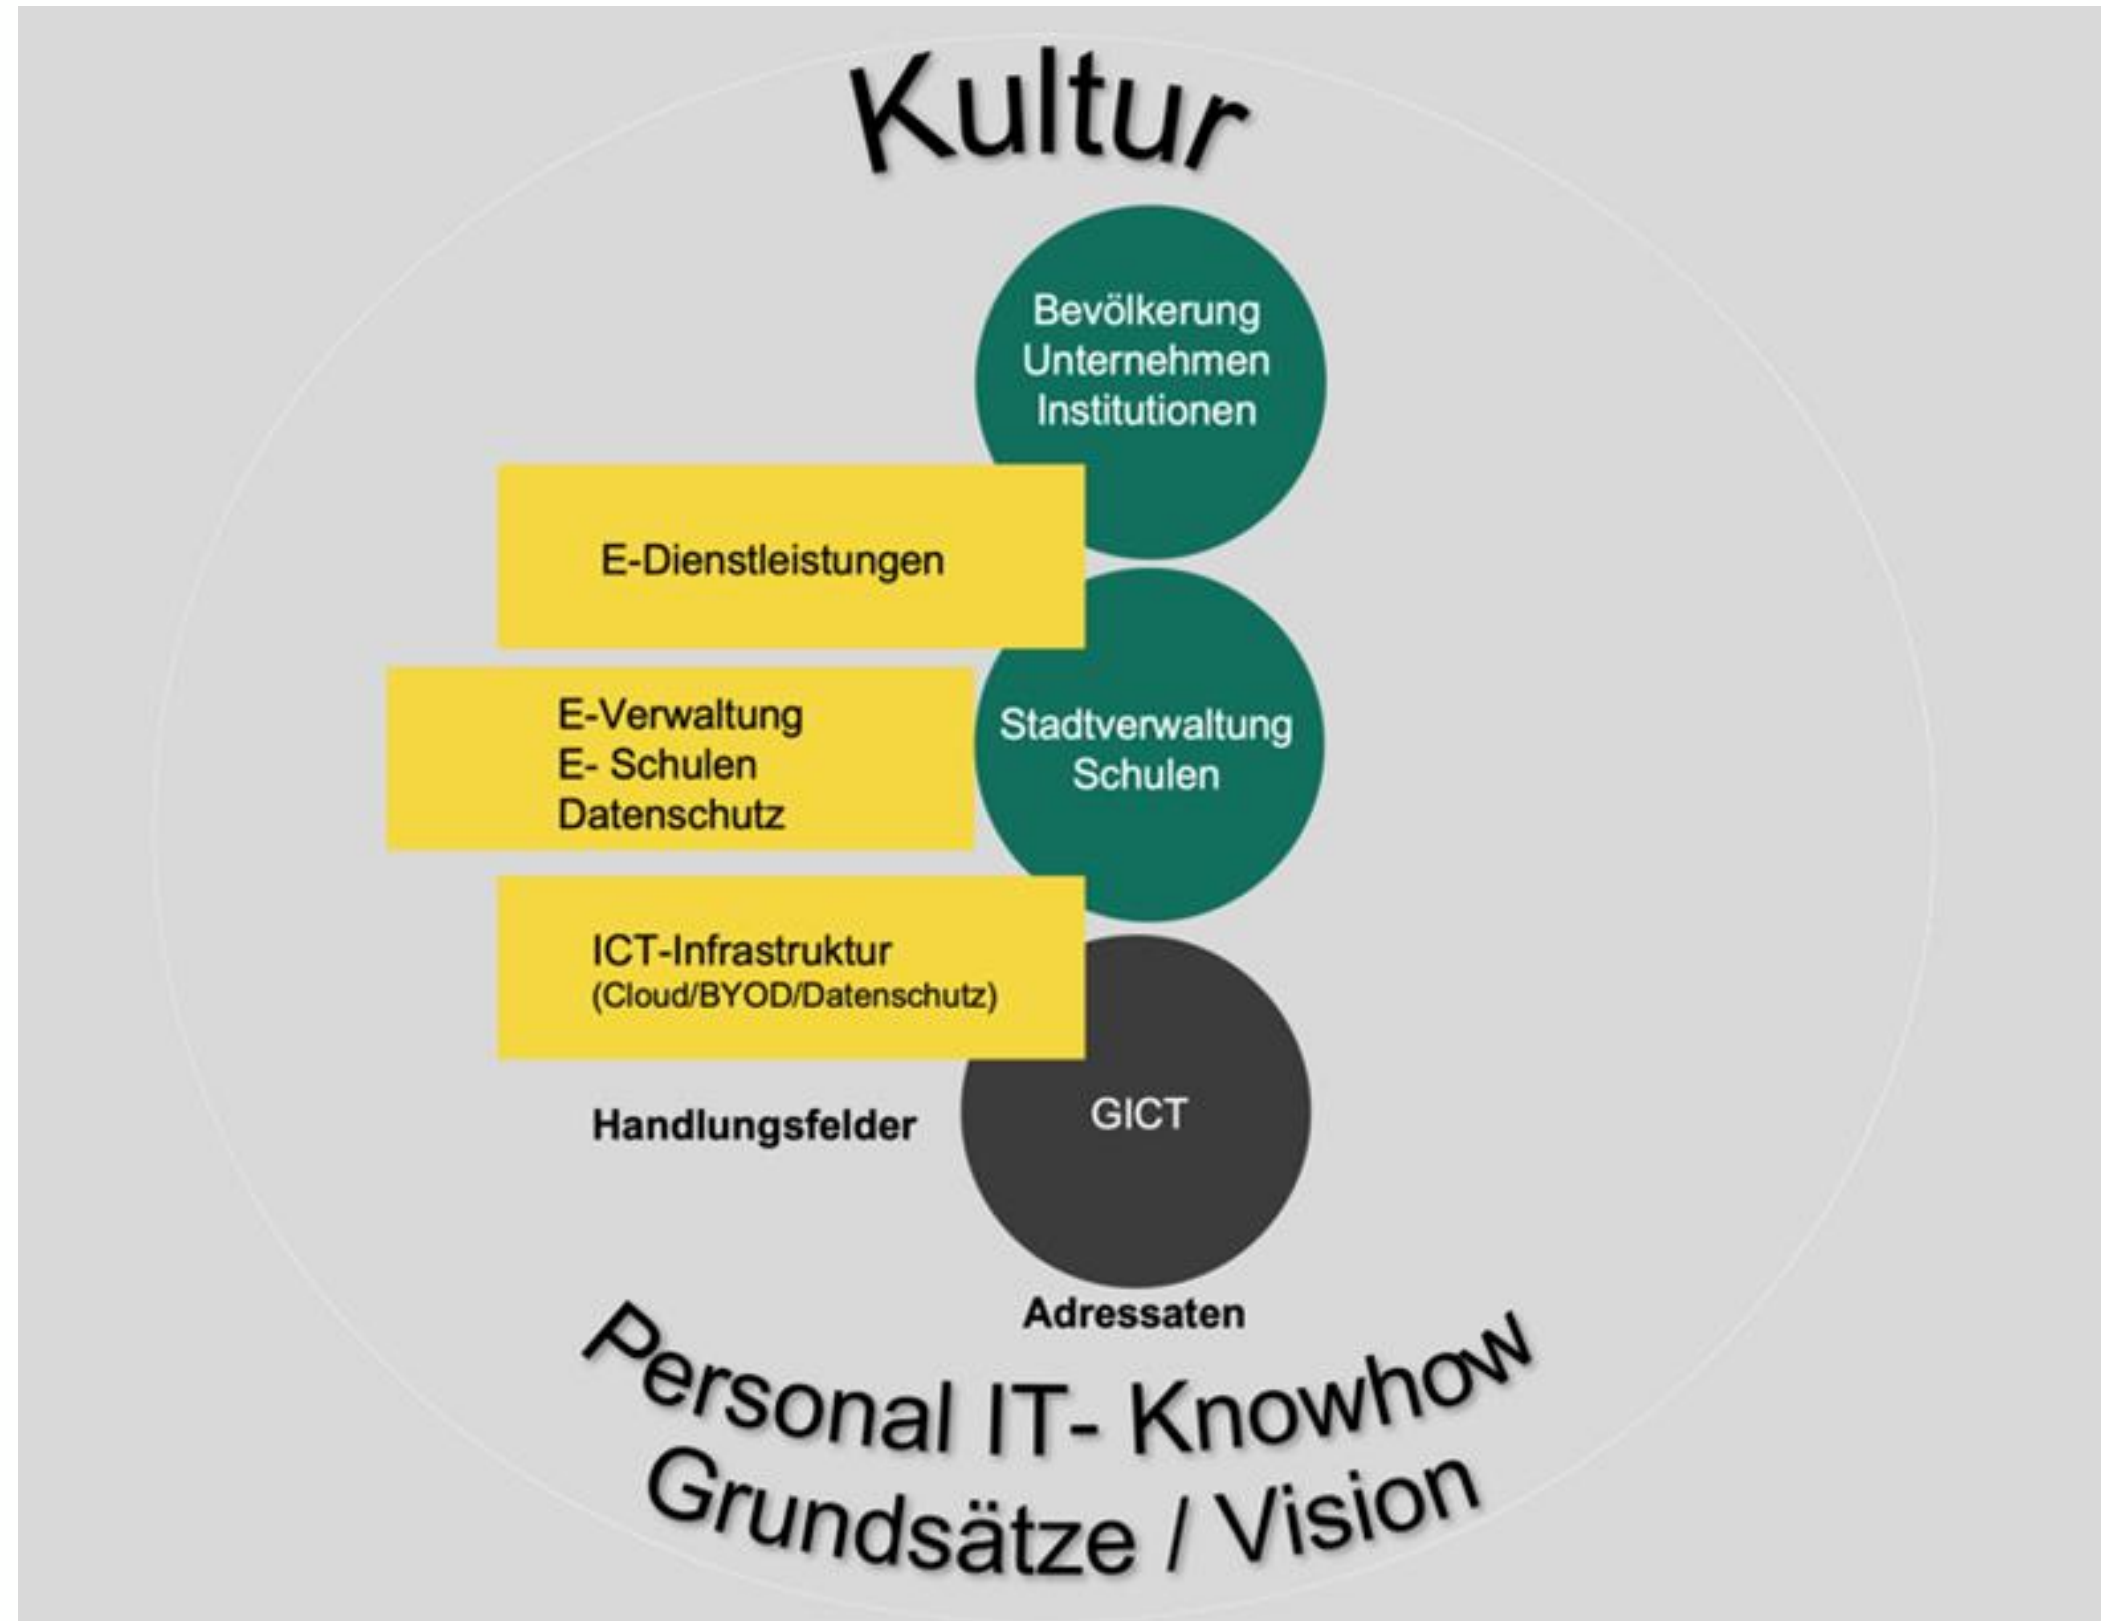 Kultur
Bevölkerung
Unternehmen
Institutionen
E-Dienstleistungen
E-Verwaltung
E- Schulen
Datenschutz
Stadtverwaltung
Schulen
ICT-Infrastruktur
(Cloud/BYOD/Datenschutz)
Handlungsfelder
GICT
Adressaten
Personal IT- Knowhow
Grundsätze / Vision